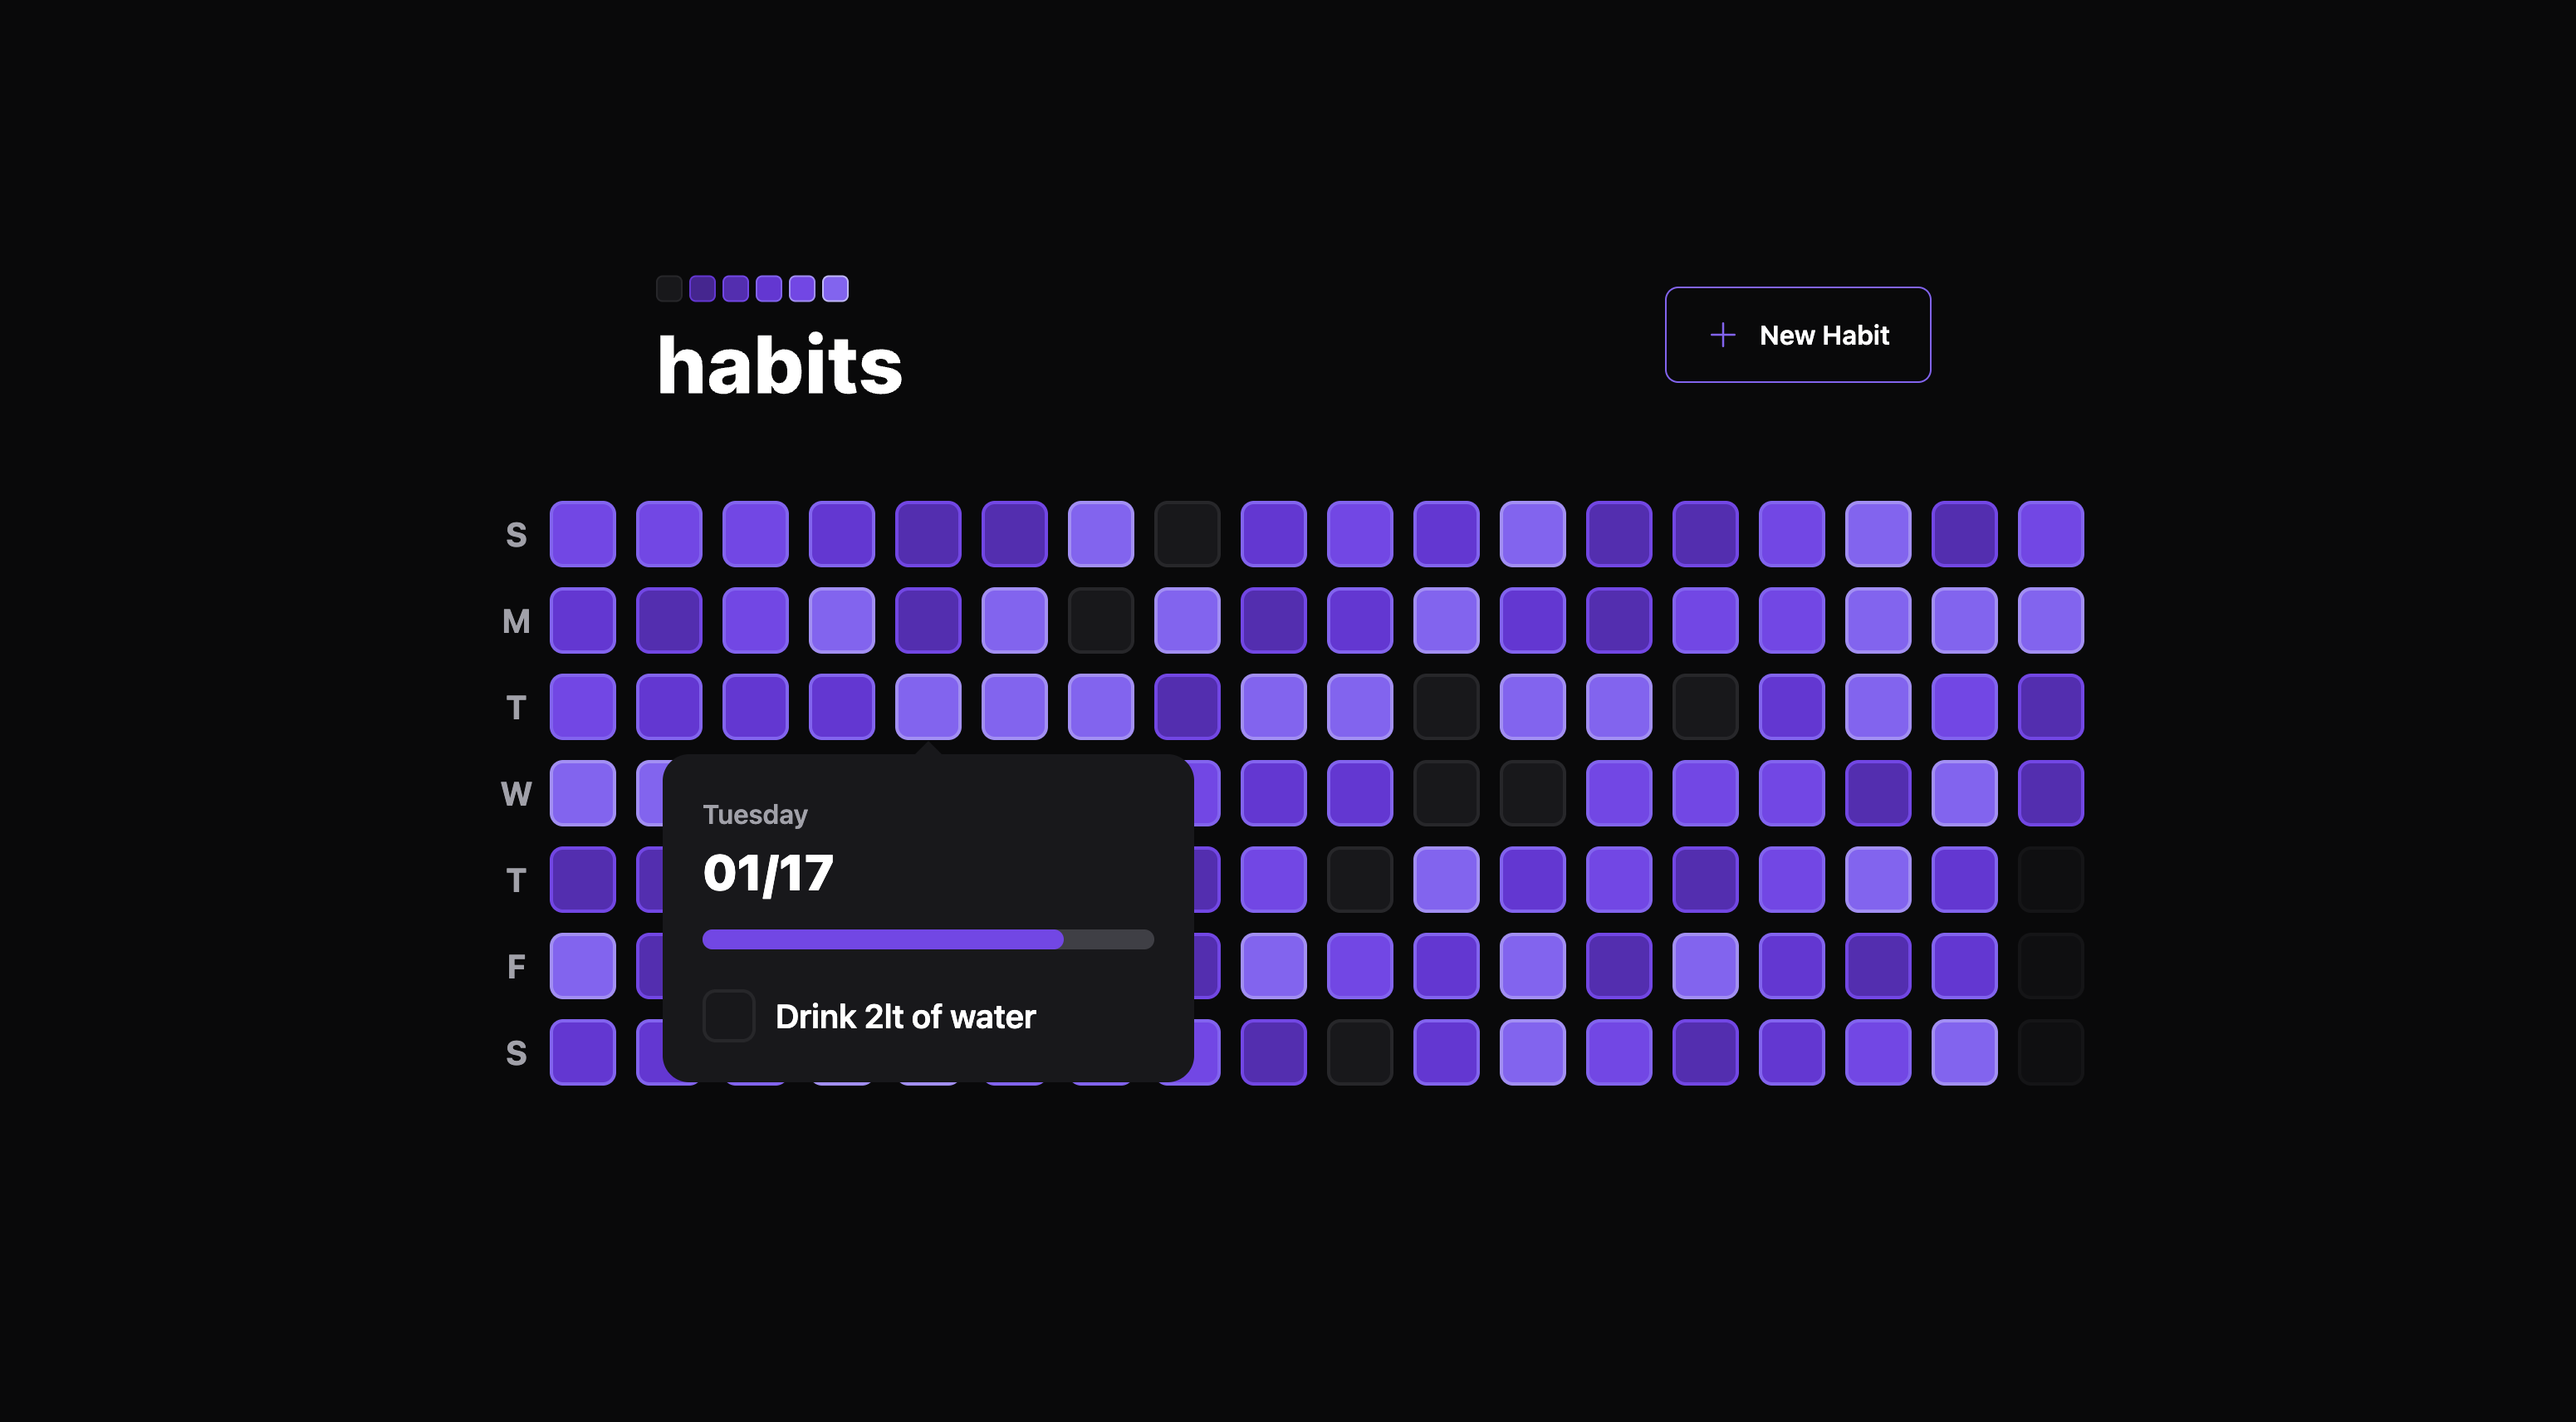 habits
New Habit
S
M
T
W
T
F
S
Tuesday
01/17
Drink 2lt of water